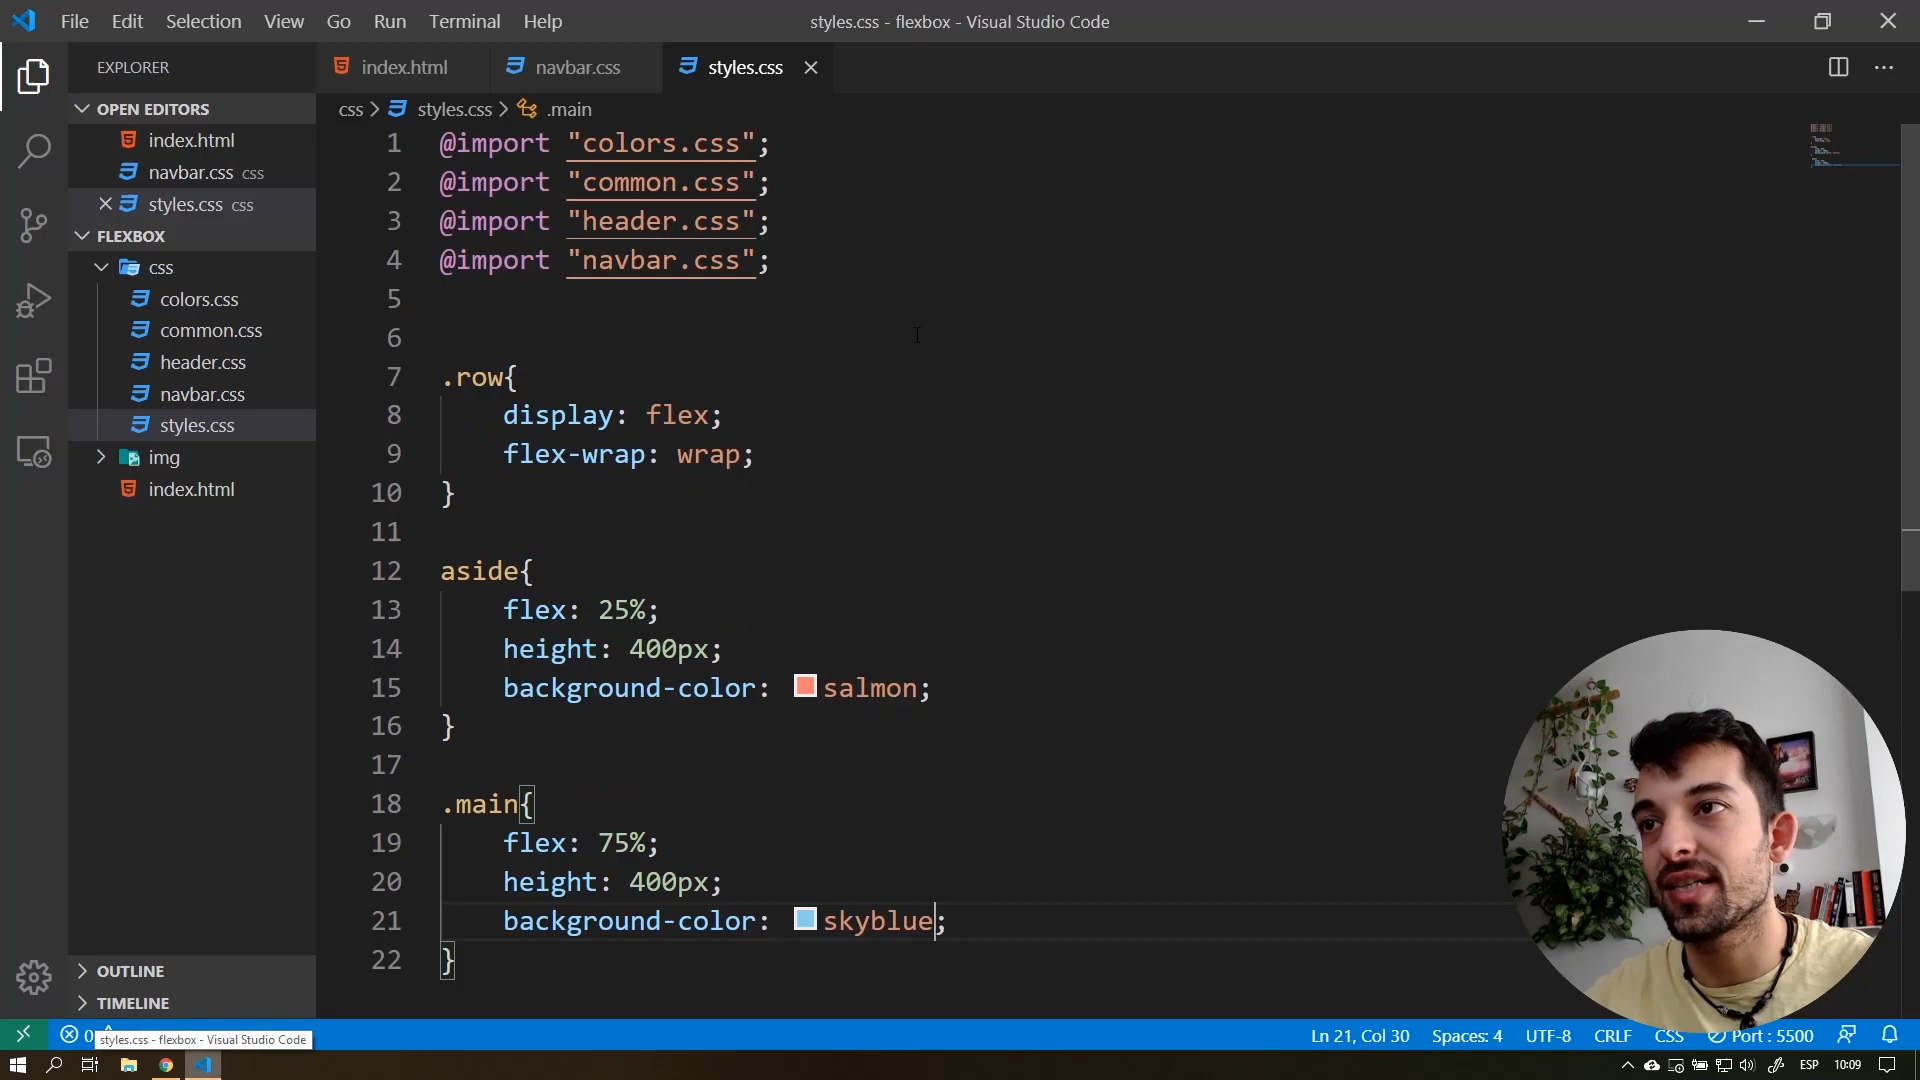 File Edit Selection View Go Run Terminal Help
styles.css - flexbox - Visual Studio Code
EXPLORER
OPEN EDITORS
index.html
navbar.css css
styles.css css
FLEXBOX
css
colors.css
common.css
header.css
navbar.css
styles.css
img
index.html
OUTLINE
TIMELINE
index.html navbar.css styles.css
css > styles.css > .main
1 @import "colors.css";
2 @import "common.css";
3 @import "header.css";
4 @import "navbar.css";
5
6
7 .row{
8 display: flex;
9 flex-wrap: wrap;
10 }
11
12 aside{
13 flex: 25%;
14 height: 400px;
15 background-color: salmon;
16 }
17
18 .main{
19 flex: 75%;
20 height: 400px;
21 background-color: skyblue;
22 }
0
styles.css - flexbox - Visual Studio Code
Ln 21, Col 30 Spaces: 4 UTF-8 CRLF CSS Port : 5500
ESP 10:09